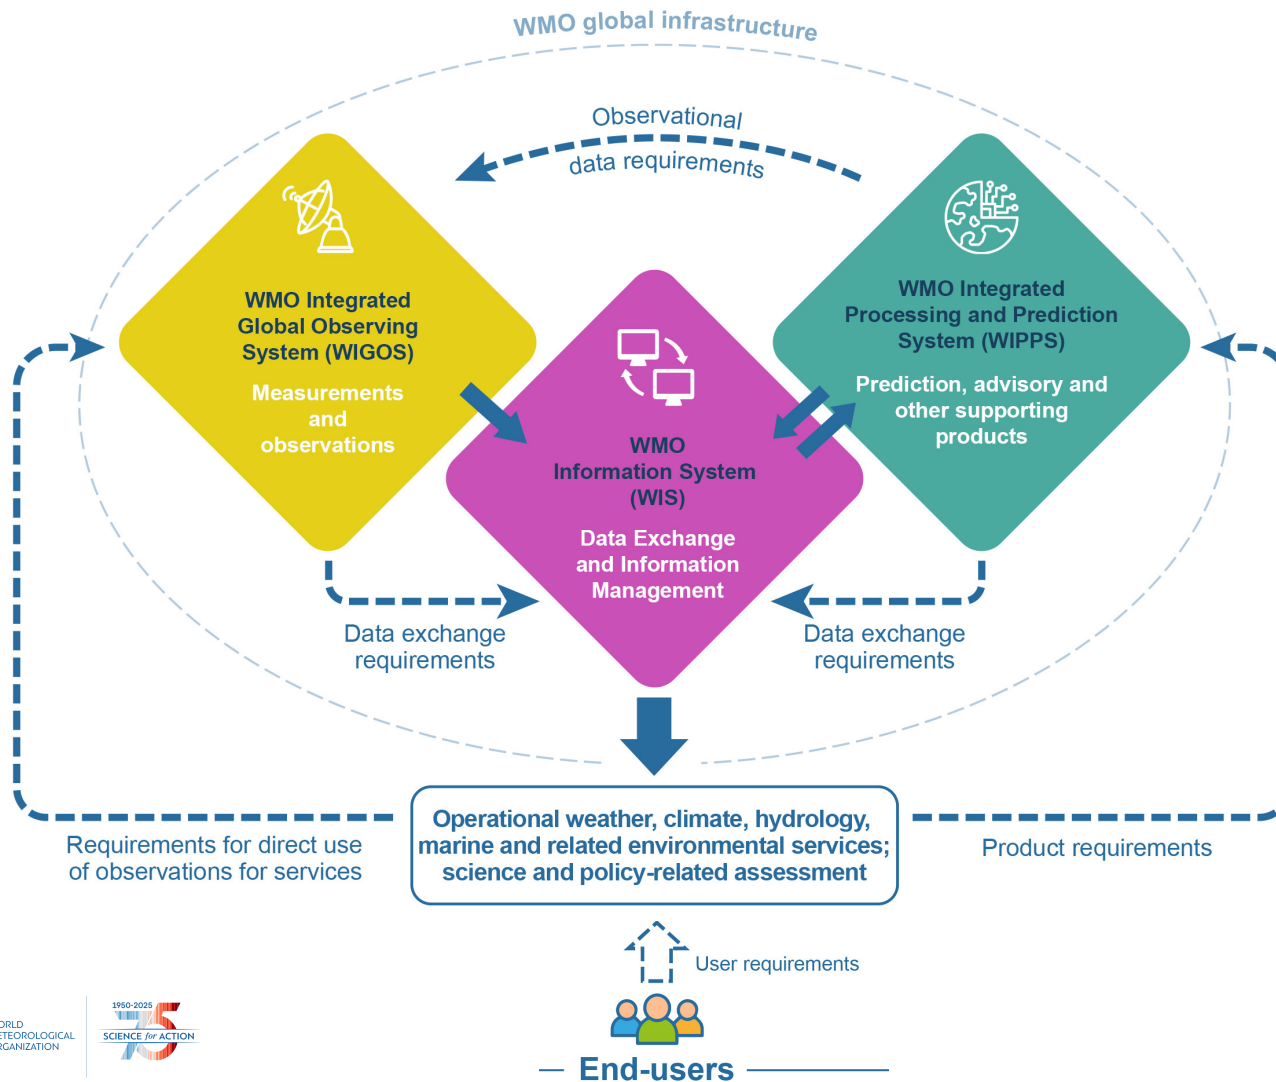 WMO global infrastructure
Observational
data requirements
WMO Integrated
Global Observing
System (WIGOS)
Measurements
and
observations
WMO Integrated
Processing and Prediction
System (WIPPS)
Prediction, advisory and
other supporting
products
WMO
Information System
(WIS)
Data Exchange
and Information
Management
Data exchange
requirements
Data exchange
requirements
Operational weather, climate, hydrology,
marine and related environmental services;
science and policy-related assessment
Requirements for direct use
of observations for services
Product requirements
User requirements
End-users
ORLD
ETEOROLOGICAL
RGANIZATION
1950-2025
75
SCIENCE for ACTION